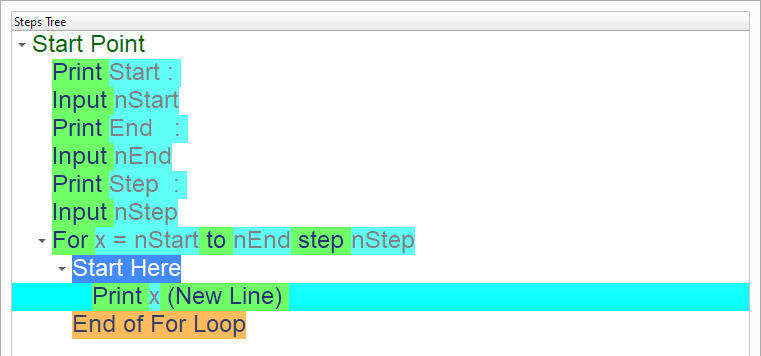 Steps Tree
Start Point
Print Start :
Input nStart
Print End   :
Input nEnd
Print Step  :
Input nStep
For x = nStart to nEnd step nStep
Start Here
Print x (New Line)
End of For Loop